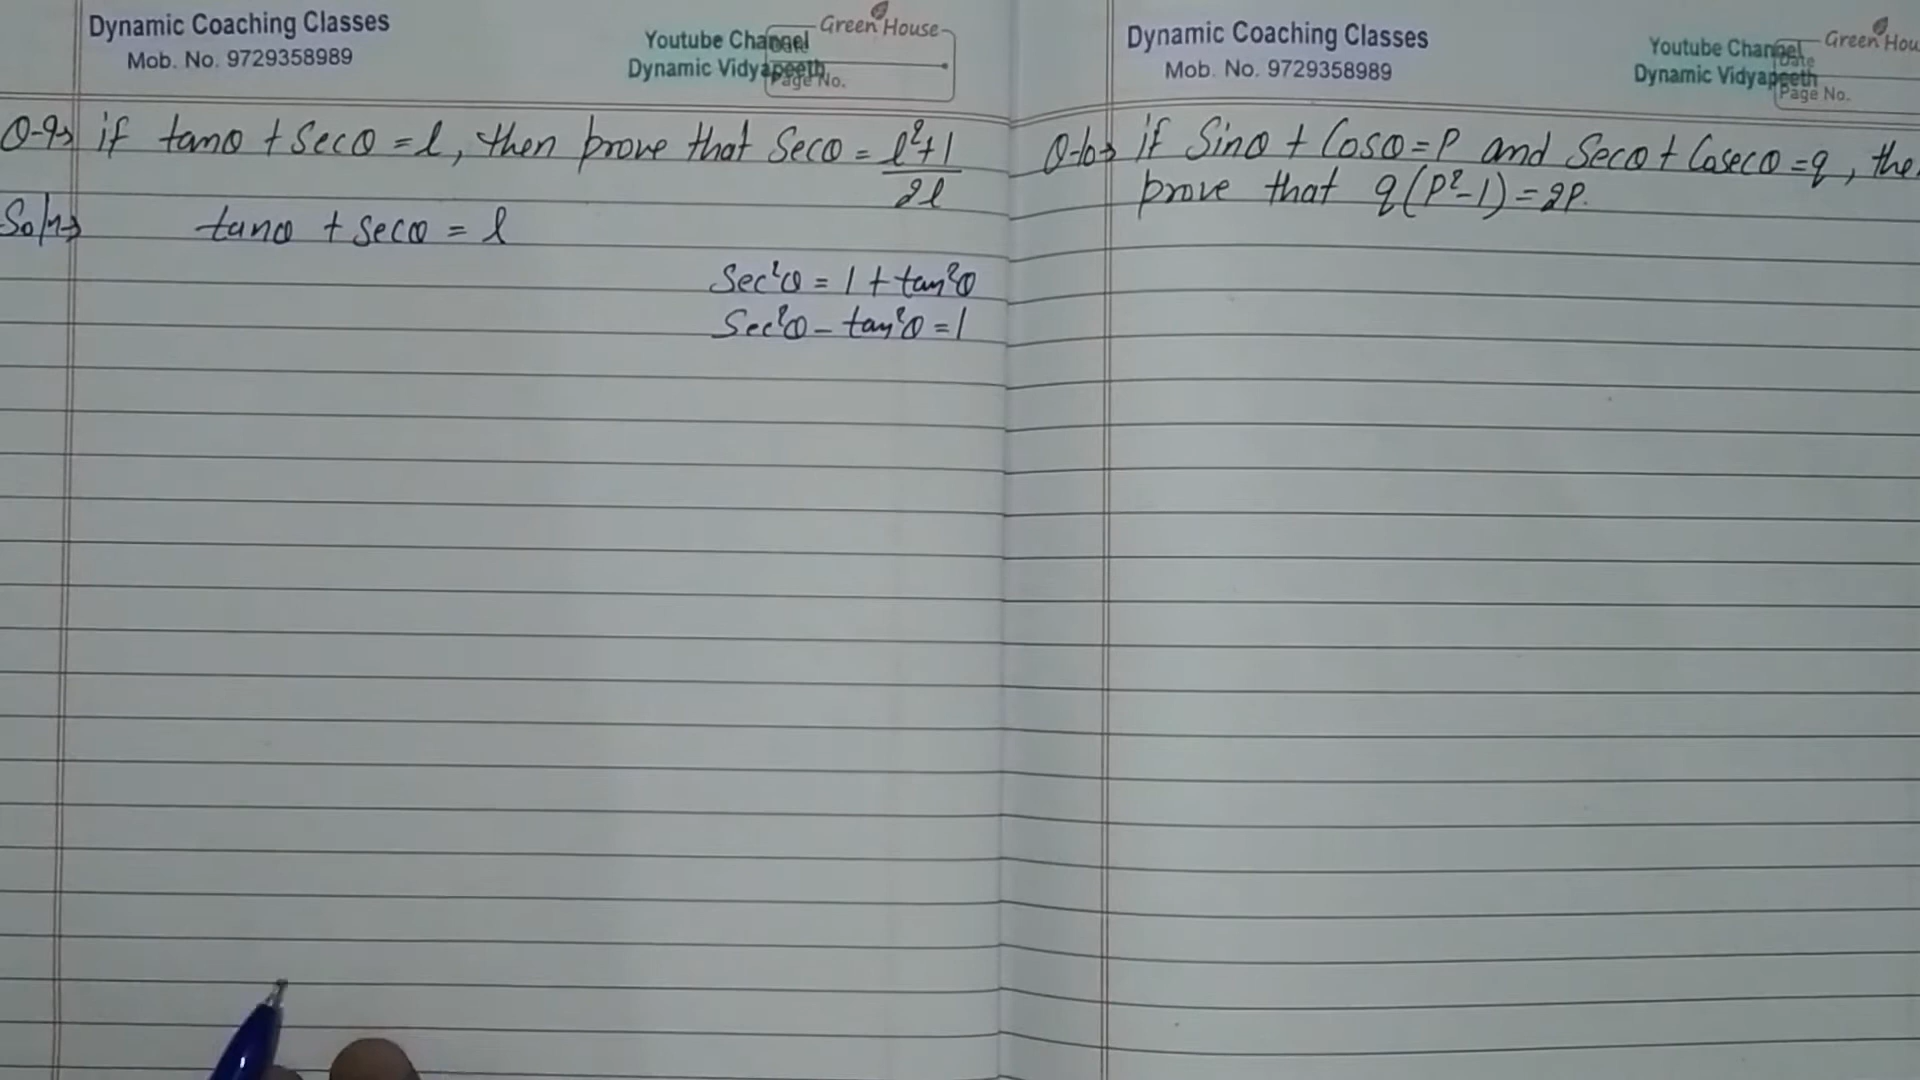 Dynamic Coaching Classes
Mob. No. 9729358989
Youtube Channel
Dynamic Vidyapeeth
Green House
Date
Page No.
Q-9→ if tanθ + Secθ = l, then prove that Secθ = l²+1 / 2l
Soln→ tanθ + secθ = l
Sec²θ = 1 + tan²θ
Sec²θ - tan²θ = 1
Dynamic Coaching Classes
Mob. No. 9729358989
Youtube Channel
Dynamic Vidyapeeth
Green Hou
Date
Page No.
Q-10→ if Sinθ + Cosθ = P and Secθ + Cosecθ = q, the
prove that q(P²-1) = 2P.